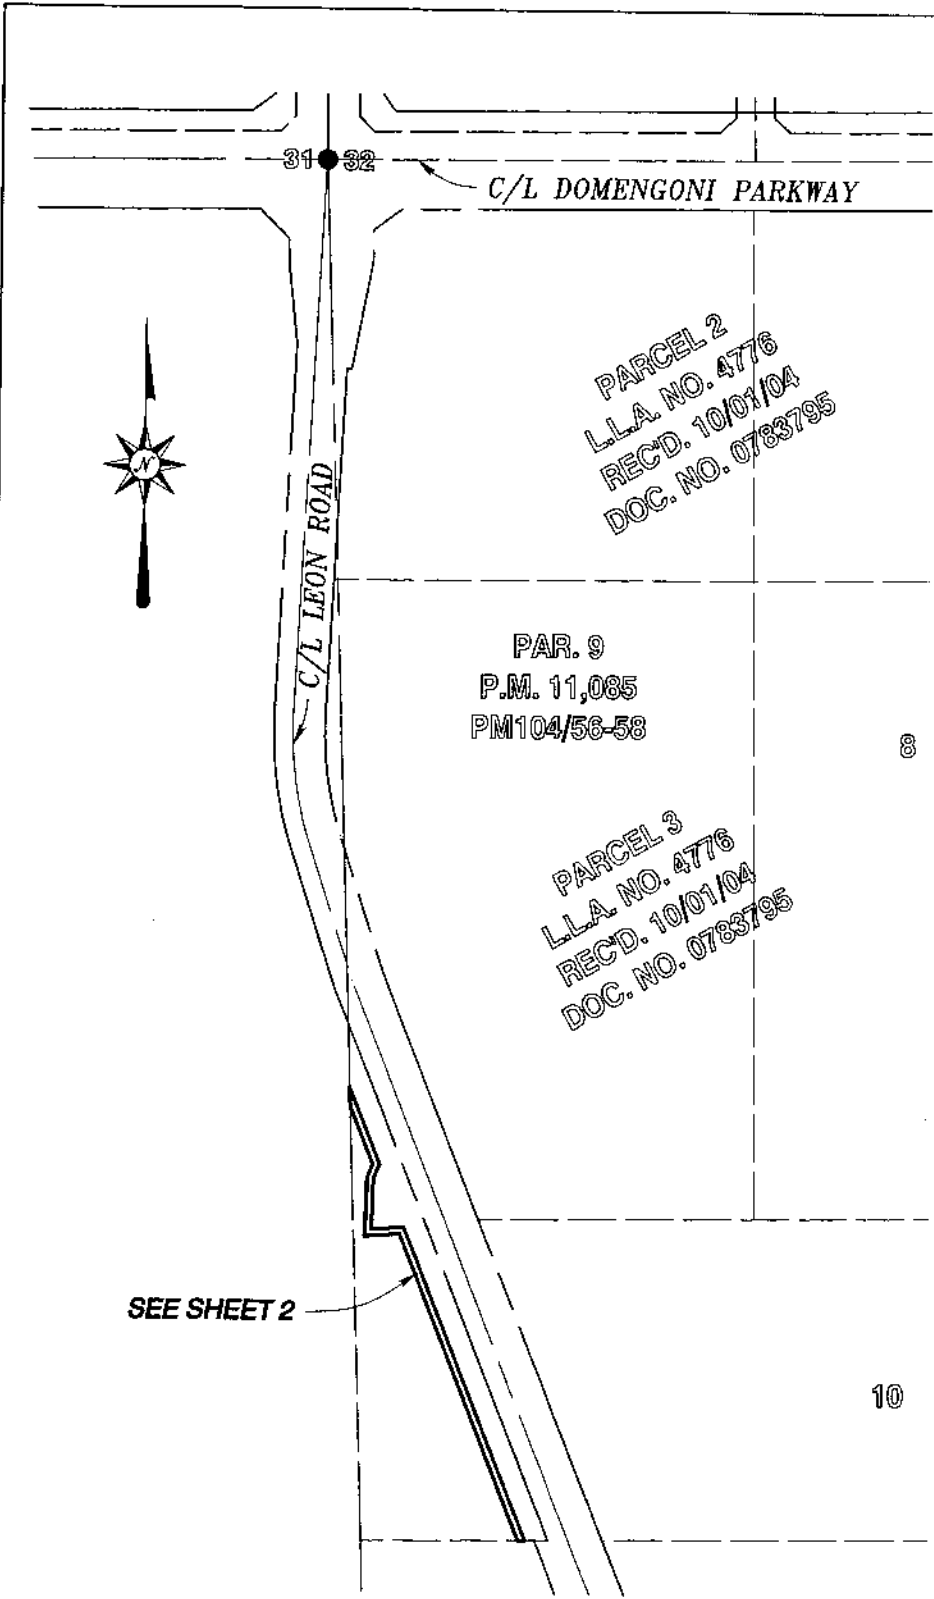 31 32
C/L DOMENGONI PARKWAY
PARCEL 2
L.L.A. NO. 4776
REC'D. 10/01/04
DOC. NO. 0783795
N
C/L LEON ROAD
PAR. 9
P.M. 11,085
PM104/56-58
8
PARCEL 3
L.L.A. NO. 4776
REC'D. 10/01/04
DOC. NO. 0783795
SEE SHEET 2
10